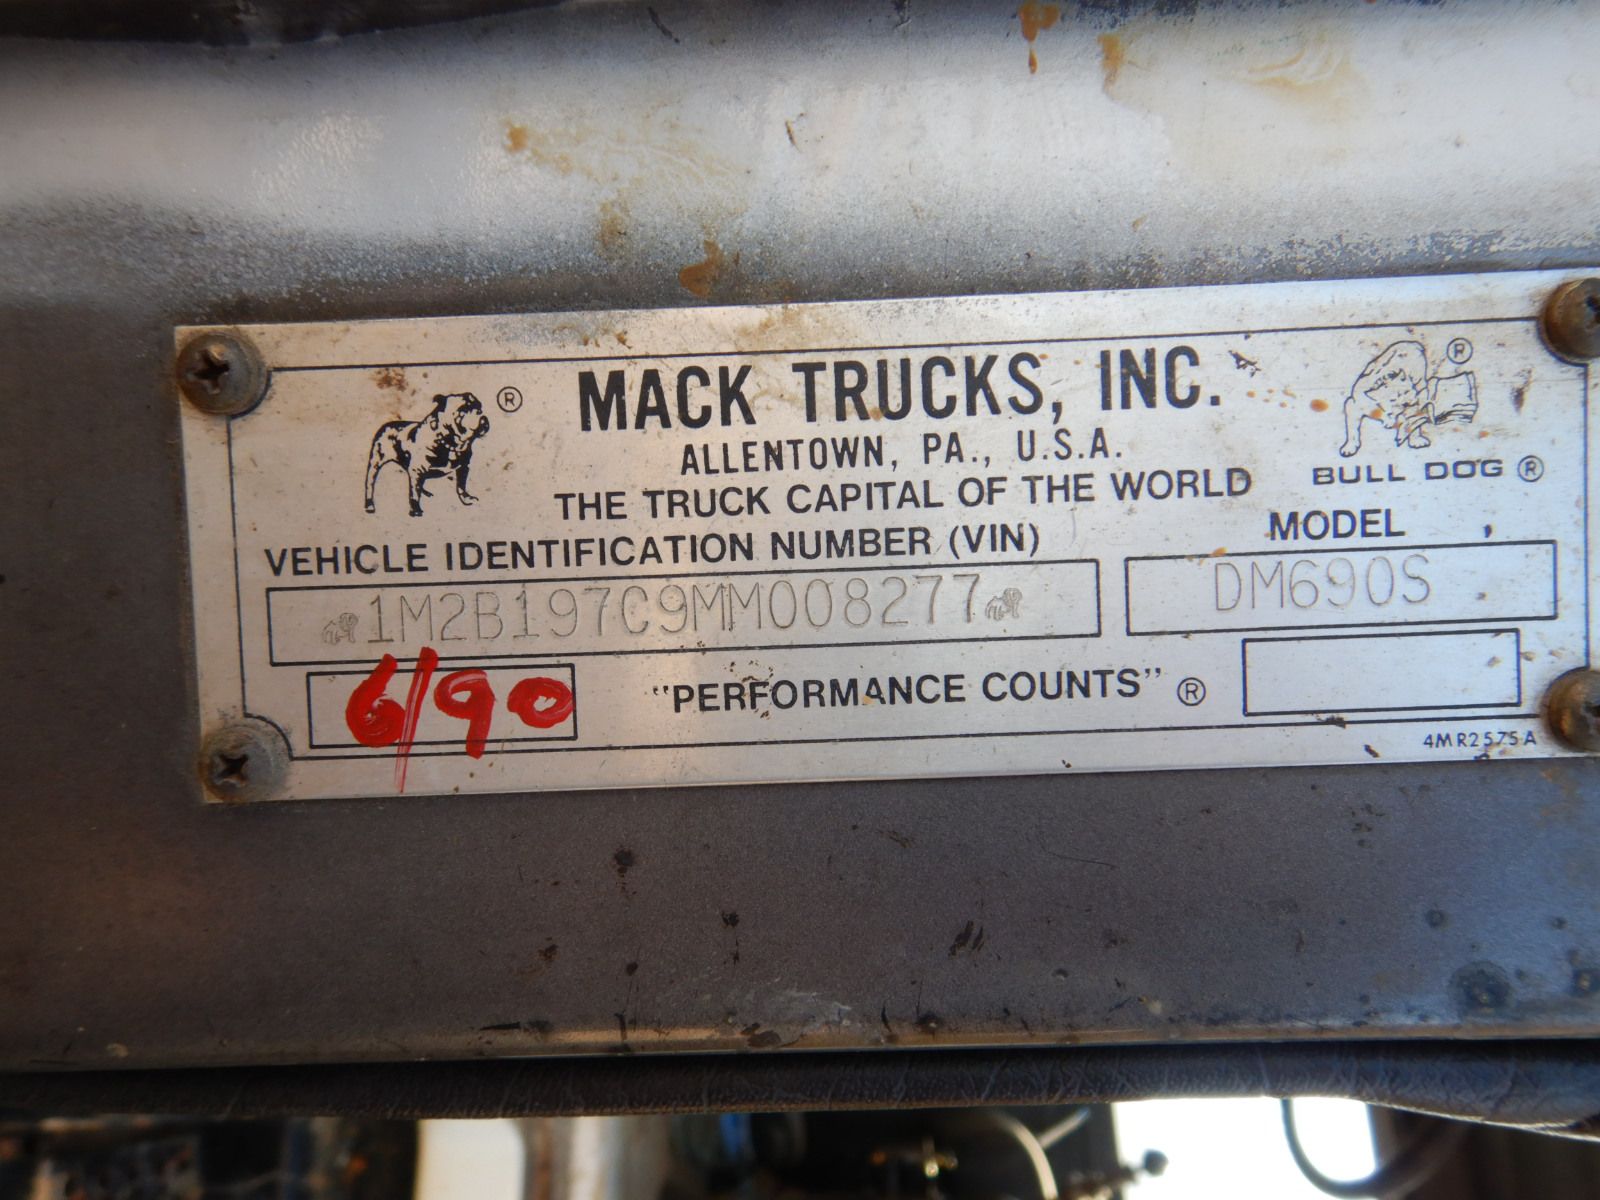 ®
MACK TRUCKS, INC.
®
ALLENTOWN, PA., U.S.A.
THE TRUCK CAPITAL OF THE WORLD
BULL DOG ®
VEHICLE IDENTIFICATION NUMBER (VIN)
MODEL
1M2B197C9MM008277
DM690S
6/90
"PERFORMANCE COUNTS" ®
4MR2575A